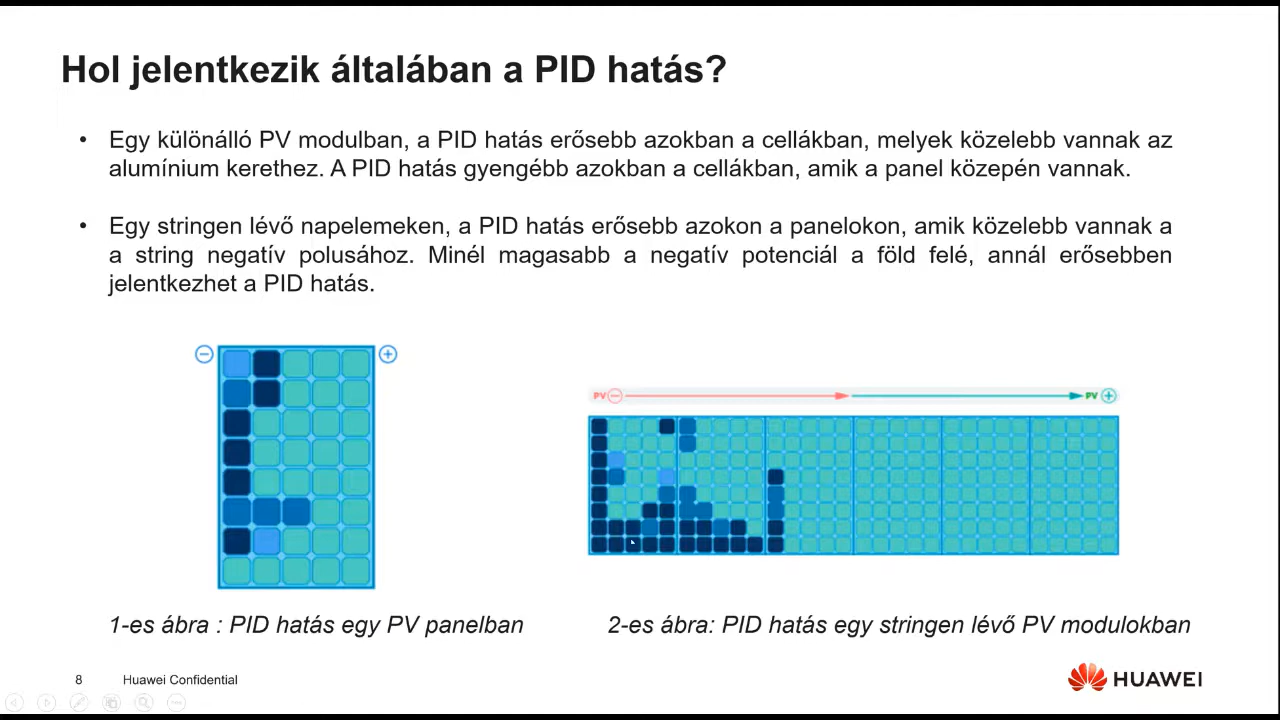 Hol jelentkezik általában a PID hatás?
• Egy különálló PV modulban, a PID hatás erősebb azokban a cellákban, melyek közelebb vannak az
alumínium kerethez. A PID hatás gyengébb azokban a cellákban, amik a panel közepén vannak.
• Egy stringen lévő napelemeken, a PID hatás erősebb azokon a panelokon, amik közelebb vannak a
a string negatív polusához. Minél magasabb a negatív potenciál a föld felé, annál erősebben
jelentkezhet a PID hatás.
− +
PV − PV +
1-es ábra : PID hatás egy PV panelban
2-es ábra: PID hatás egy stringen lévő PV modulokban
8 Huawei Confidential
HUAWEI